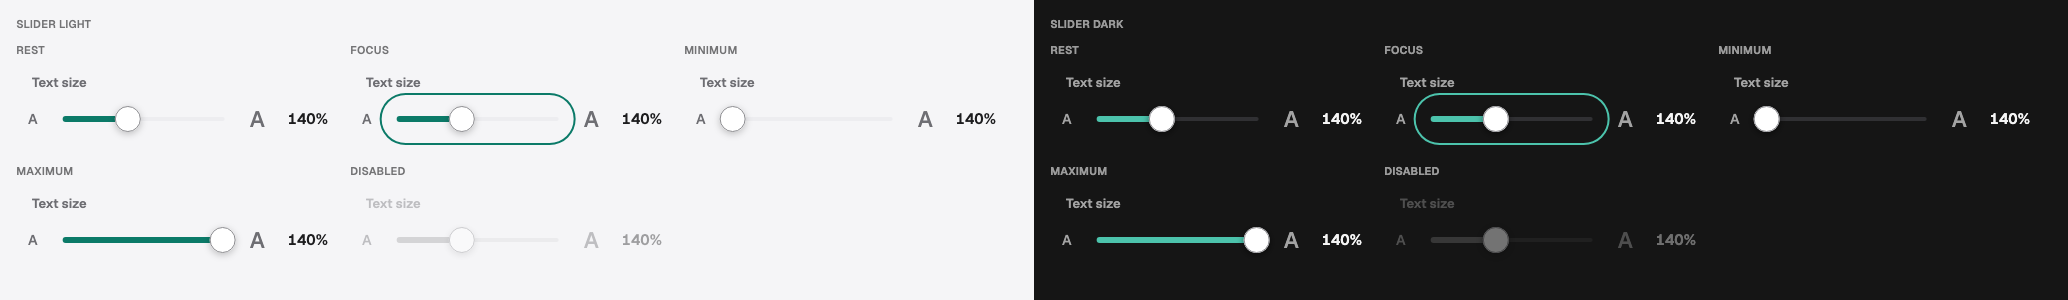 SLIDER LIGHT
REST
Text size
A A 140%
FOCUS
Text size
A A 140%
MINIMUM
Text size
A A 140%
MAXIMUM
Text size
A A 140%
DISABLED
Text size
A A 140%
SLIDER DARK
REST
Text size
A A 140%
FOCUS
Text size
A A 140%
MINIMUM
Text size
A A 140%
MAXIMUM
Text size
A A 140%
DISABLED
Text size
A A 140%